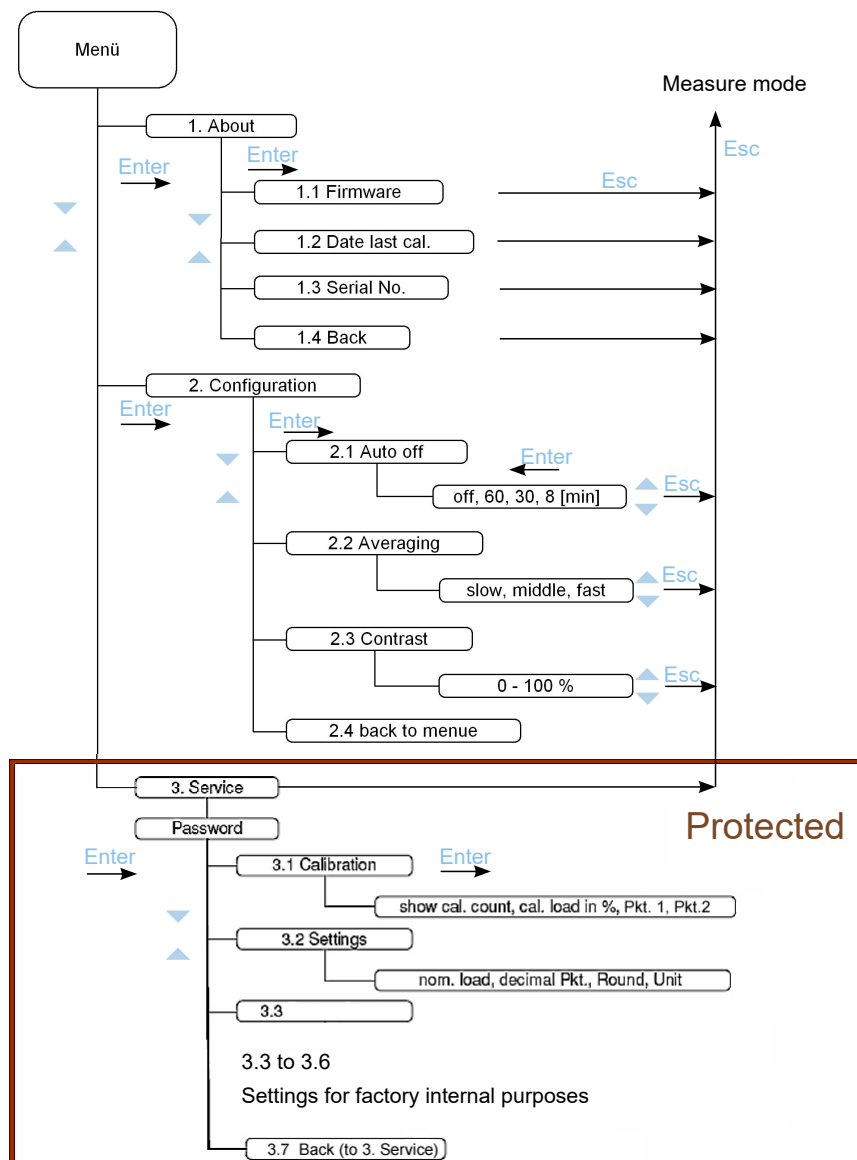 Menü
Measure mode
1. About
Esc
Enter
Enter
1.1 Firmware
Esc
1.2 Date last cal.
1.3 Serial No.
1.4 Back
2. Configuration
Enter
Enter
2.1 Auto off
Enter
off, 60, 30, 8 [min]
Esc
2.2 Averaging
slow, middle, fast
Esc
2.3 Contrast
0 - 100 %
Esc
2.4 back to menue
3. Service
Password
Protected
Enter
3.1 Calibration
Enter
show cal. count, cal. load in %, Pkt. 1, Pkt.2
3.2 Settings
nom. load, decimal Pkt., Round, Unit
3.3
3.3 to 3.6
Settings for factory internal purposes
3.7 Back (to 3. Service)